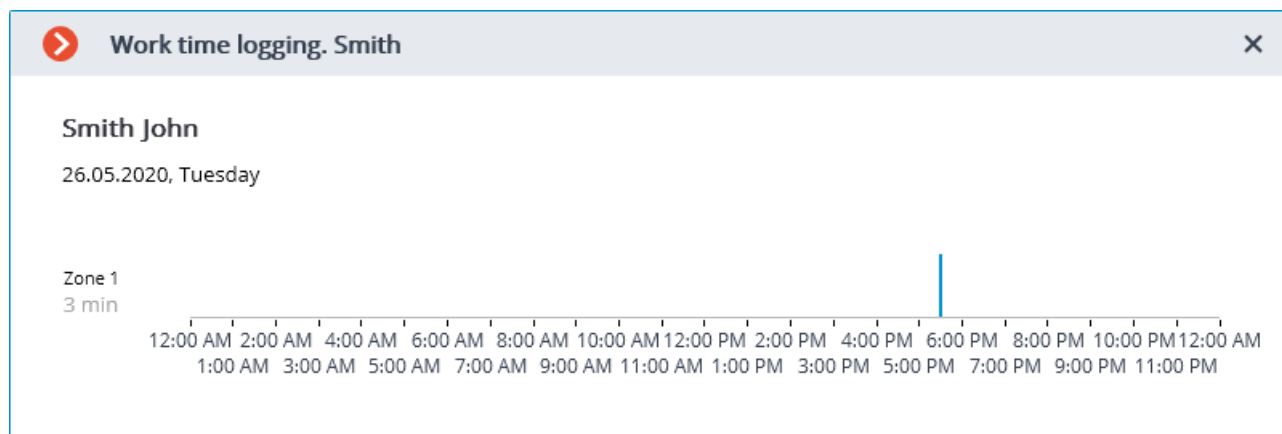 Work time logging. Smith
Smith John
26.05.2020, Tuesday
Zone 1
3 min
12:00 AM 2:00 AM 4:00 AM 6:00 AM 8:00 AM 10:00 AM 12:00 PM 2:00 PM 4:00 PM 6:00 PM 8:00 PM 10:00 PM 12:00 AM
1:00 AM 3:00 AM 5:00 AM 7:00 AM 9:00 AM 11:00 AM 1:00 PM 3:00 PM 5:00 PM 7:00 PM 9:00 PM 11:00 PM